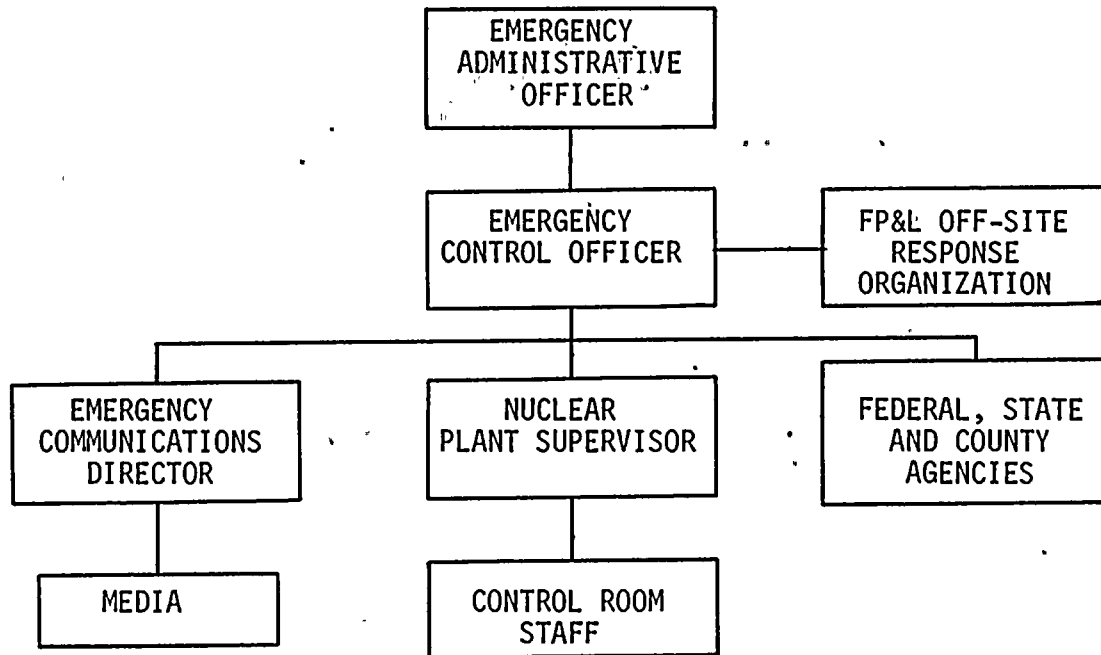 EMERGENCY
ADMINISTRATIVE
OFFICER
EMERGENCY
CONTROL OFFICER
FP&L OFF-SITE
RESPONSE
ORGANIZATION
EMERGENCY
COMMUNICATIONS
DIRECTOR
NUCLEAR
PLANT SUPERVISOR
FEDERAL, STATE
AND COUNTY
AGENCIES
MEDIA
CONTROL ROOM
STAFF